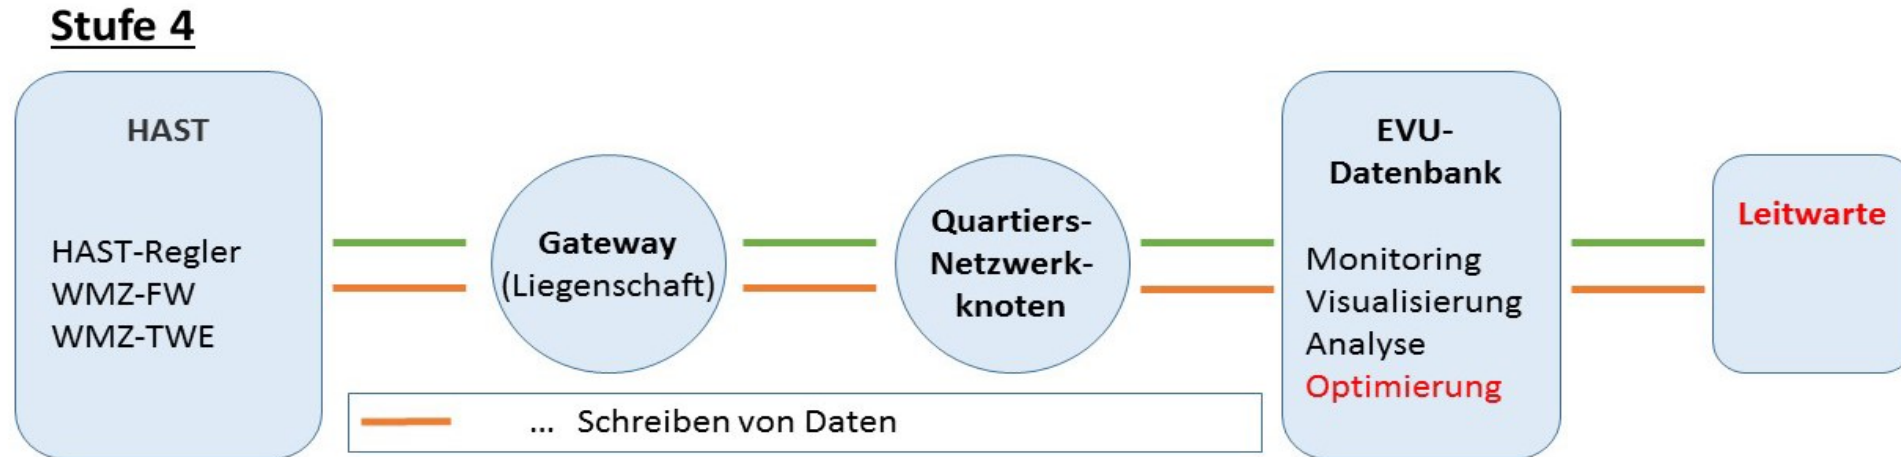 Stufe 4
HAST
HAST-Regler
WMZ-FW
WMZ-TWE
Gateway
(Liegenschaft)
Quartiers-
Netzwerk-
knoten
EVU-
Datenbank
Monitoring
Visualisierung
Analyse
Optimierung
Leitwarte
... Schreiben von Daten